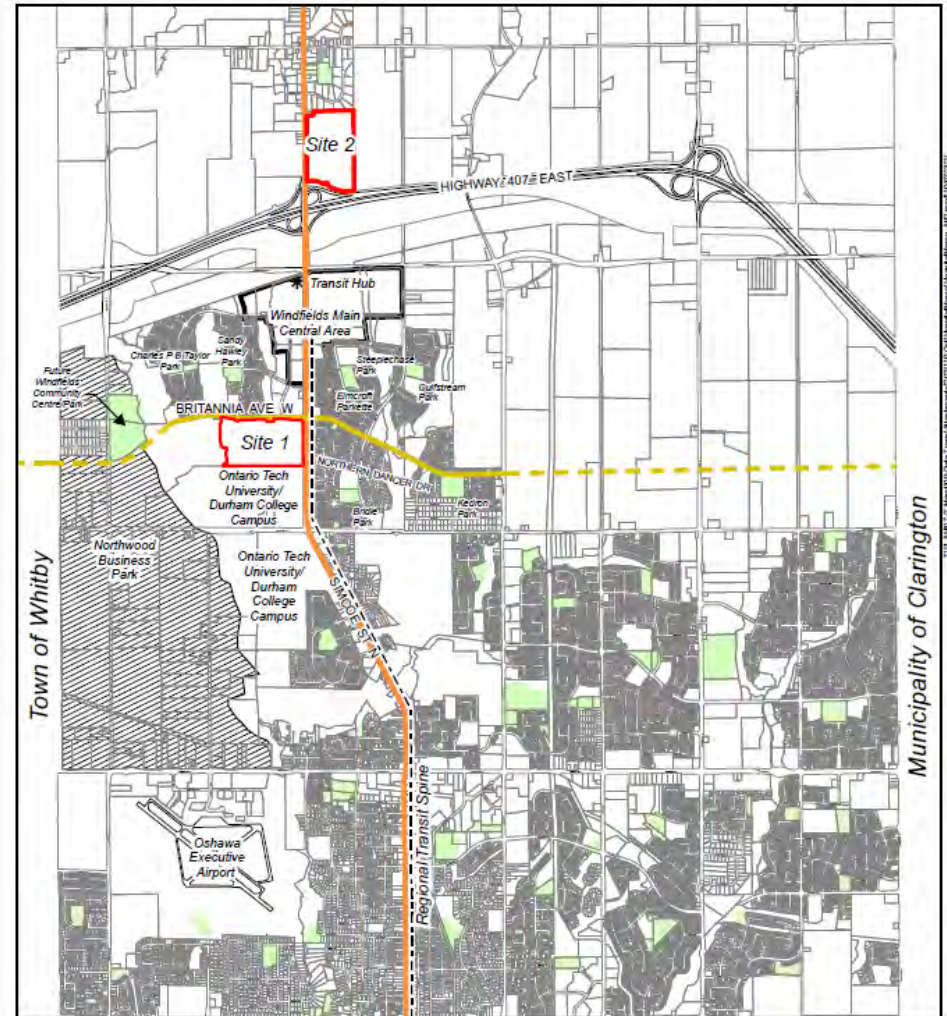 Site 2
HIGHWAY 407 EAST
Transit Hub
Windfields Main
Central Area
Charles P B Taylor
Park
Sandy
Hawley
Park
Steeplechase
Park
Gulfstream
Park
Elmcroft
Parkette
Future
Windfields
Community
Centre/Park
BRITANNIA AVE W
Site 1
NORTHERN DANCER DR
Ontario Tech
University/
Durham College
Campus
Bridle
Park
Kedron
Park
Northwood
Business
Park
Ontario Tech
University/
Durham
College
Campus
SIMCOE ST N
Town of Whitby
Municipality of Clarington
Regional Transit Spine
Oshawa
Executive
Airport